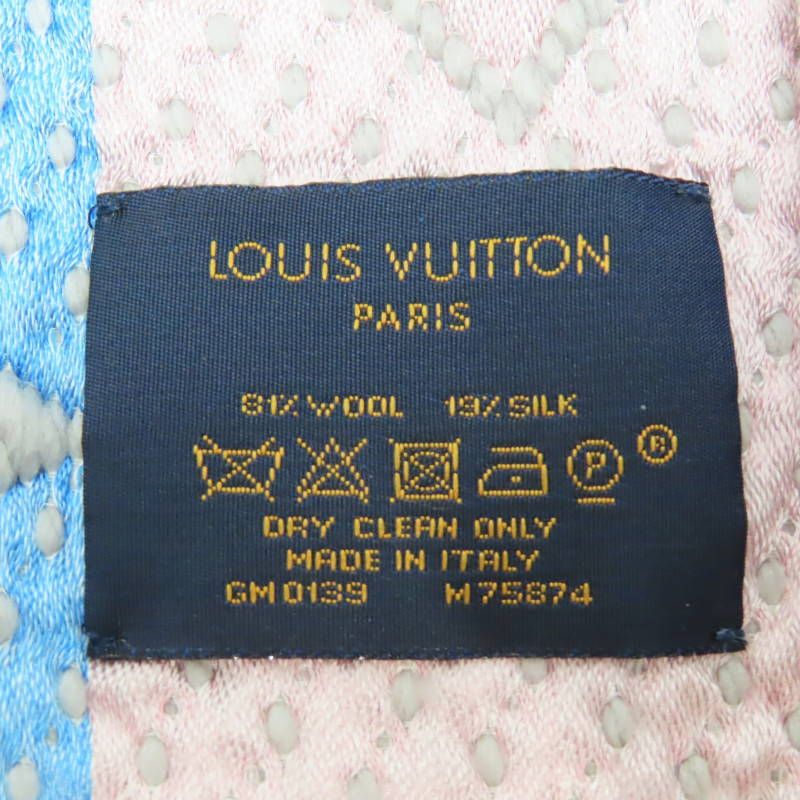 LOUIS VUITTON
PARIS
81% WOOL 19% SILK
P ®
DRY CLEAN ONLY
MADE IN ITALY
GM0139 M75874